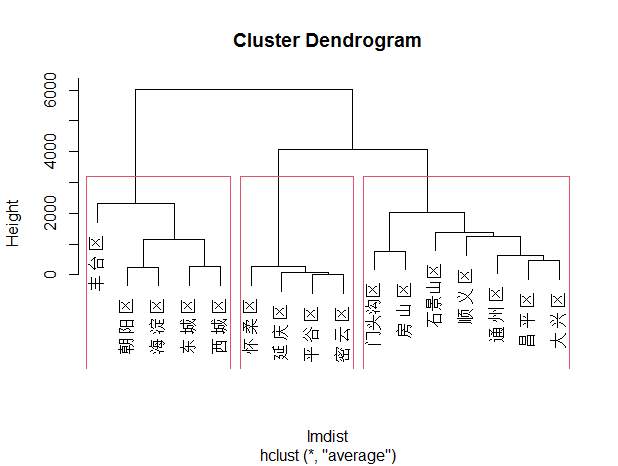 Cluster Dendrogram
Height
0
2000
4000
6000
丰台区
朝阳区
海淀区
东城区
西城区
怀柔区
延庆区
平谷区
密云区
门头沟区
房山区
石景山区
顺义区
通州区
昌平区
大兴区
lmdist
hclust (*, "average")